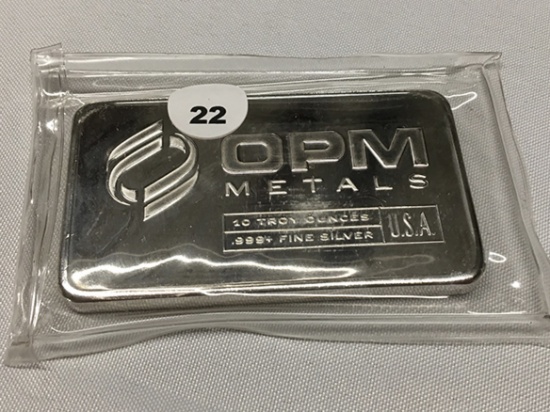 22
OPM
METALS
10 TROY OUNCES
.999+ FINE SILVER
U.S.A.